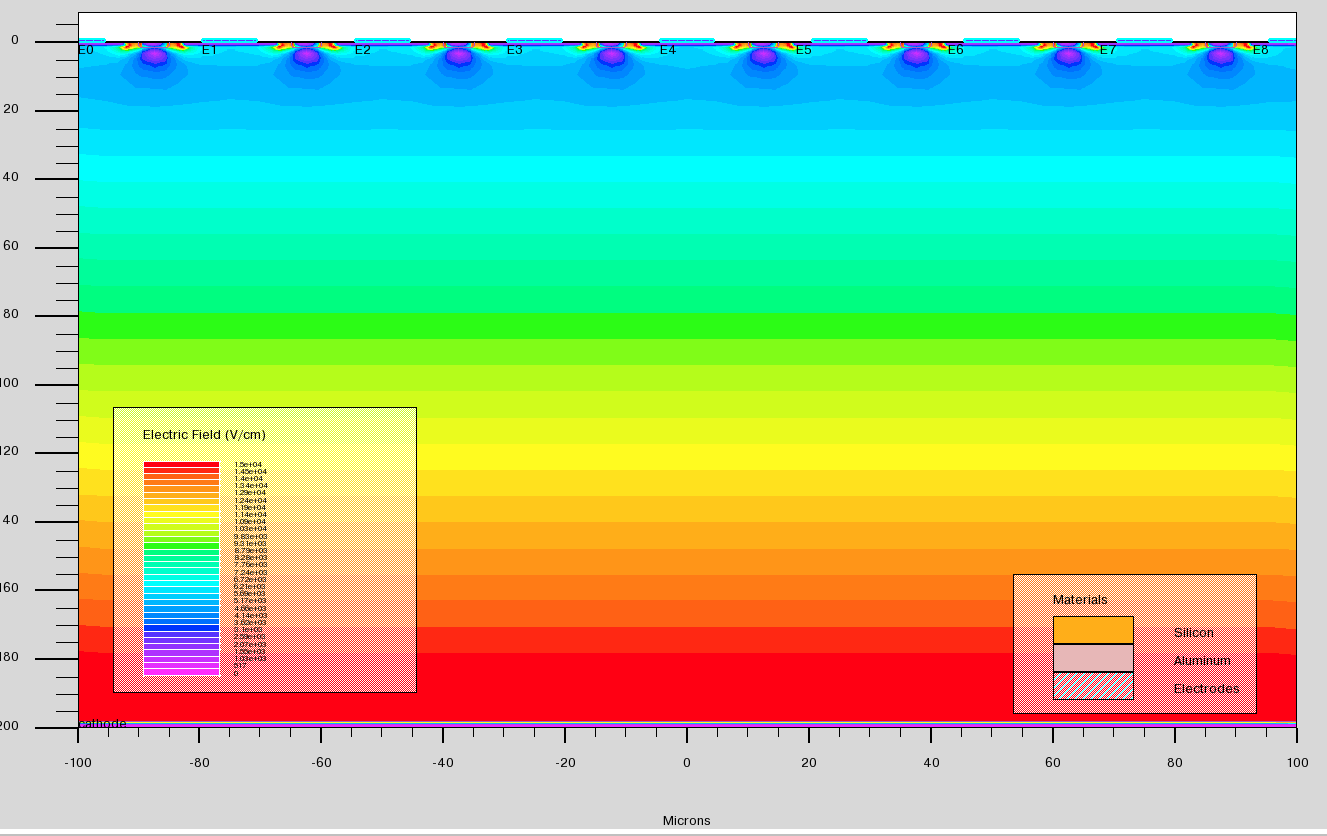 0
E0 E1 E2 E3 E4 E5 E6 E7 E8
20
40
60
80
100
120
Electric Field (V/cm)
1.5e+04
1.45e+04
1.4e+04
1.34e+04
1.29e+04
1.24e+04
1.19e+04
1.14e+04
1.09e+04
1.03e+04
9.83e+03
9.31e+03
8.79e+03
8.28e+03
7.76e+03
7.24e+03
6.72e+03
6.21e+03
5.69e+03
5.17e+03
4.66e+03
4.14e+03
3.62e+03
3.1e+03
2.59e+03
2.07e+03
1.55e+03
1.03e+03
517
0
40
160
180
200
Materials
Silicon
Aluminum
Electrodes
cathode
-100 -80 -60 -40 -20 0 20 40 60 80 100
Microns